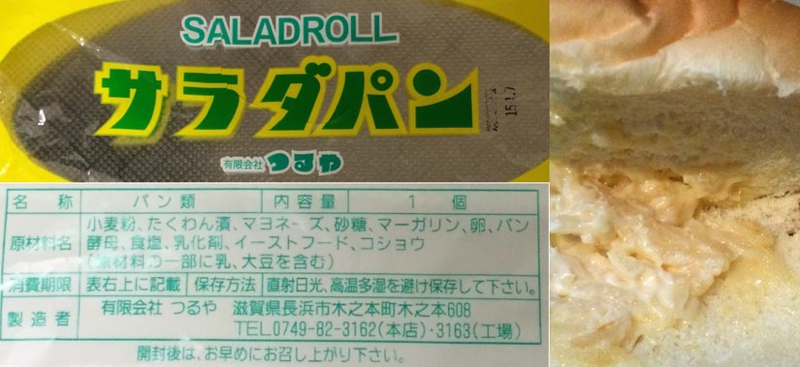 SALADROLL
サラダパン
15.1.7
有限会社 つるや
名 称 パン類 内容量 1 個
原材料名 小麦粉、たくわん漬、マヨネーズ、砂糖、マーガリン、卵、パン
酵母、食塩、乳化剤、イーストフード、コショウ
(原材料の一部に乳、大豆を含む)
消費期限 表右上に記載 保存方法 直射日光、高温多湿を避け保存して下さい。
製造者 有限会社 つるや 滋賀県長浜市木之本町木之本608
TEL0749-82-3162(本店)・3163(工場)
開封後は、お早めにお召し上がり下さい。